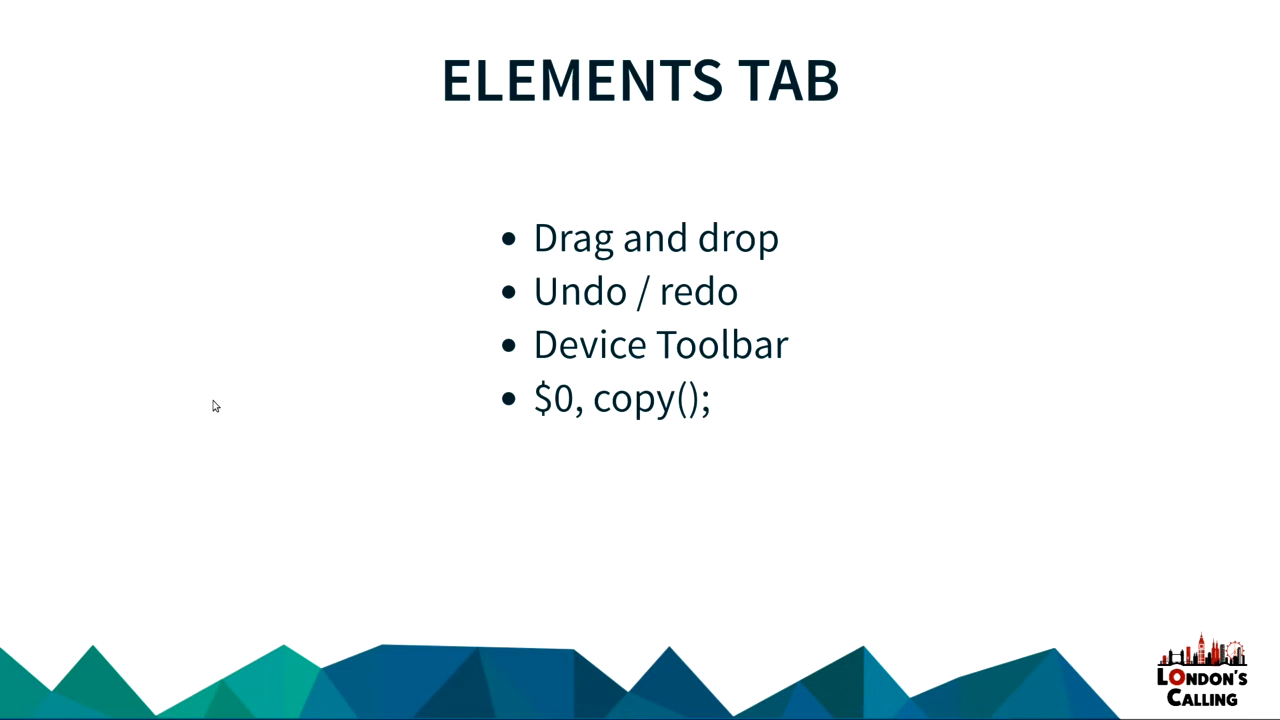 ELEMENTS TAB
• Drag and drop
• Undo / redo
• Device Toolbar
• $0, copy();
LONDON'S
CALLING